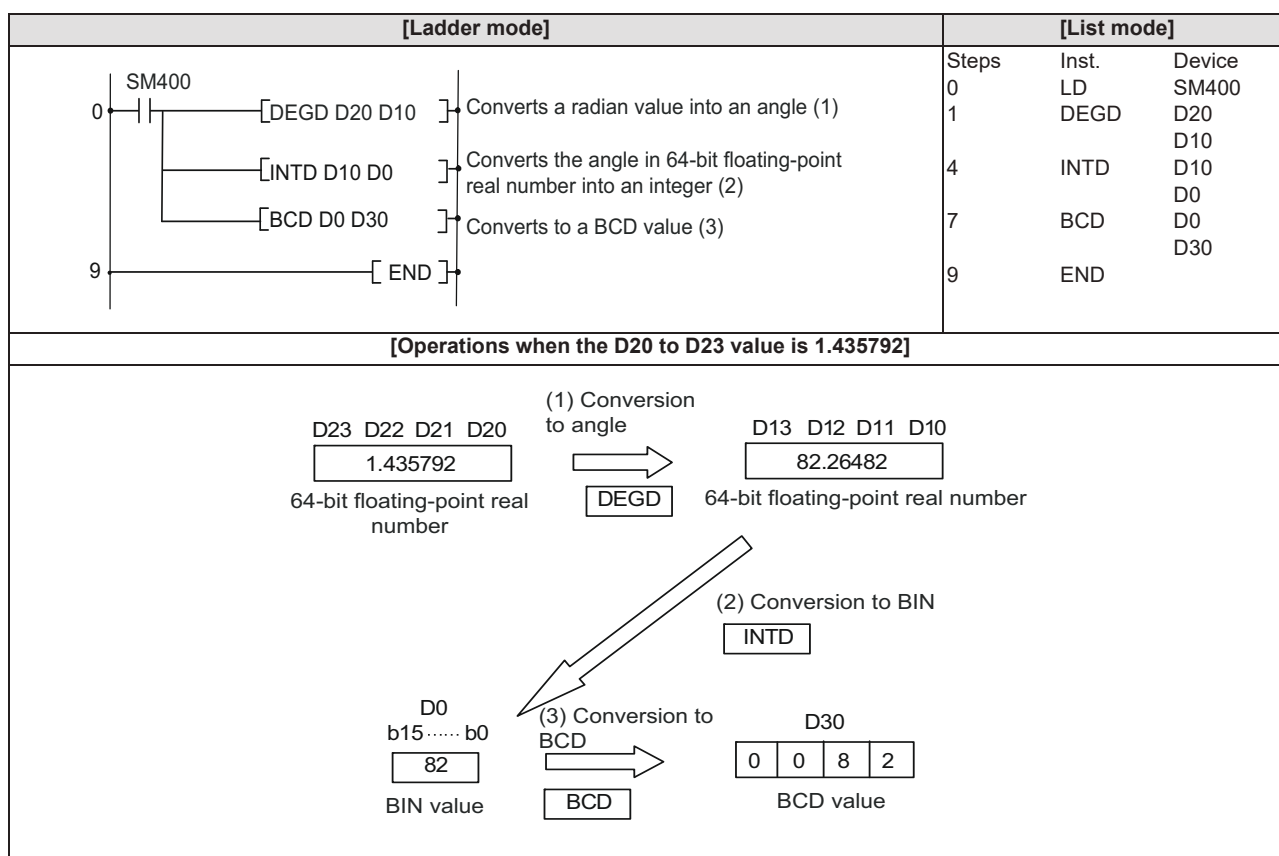 [Ladder mode]
[List mode]
SM400
0
[DEGD D20 D10 ]
Converts a radian value into an angle (1)
[INTD D10 D0 ]
Converts the angle in 64-bit floating-point
real number into an integer (2)
[BCD D0 D30 ]
Converts to a BCD value (3)
9
[ END ]
Steps Inst. Device
0 LD SM400
1 DEGD D20
D10
4 INTD D10
D0
7 BCD D0
D30
9 END
[Operations when the D20 to D23 value is 1.435792]
(1) Conversion
to angle
D23 D22 D21 D20
1.435792
64-bit floating-point real
number
DEGD
D13 D12 D11 D10
82.26482
64-bit floating-point real number
(2) Conversion to BIN
INTD
D0
b15 ...... b0
82
BIN value
(3) Conversion to
BCD
BCD
D30
0 0 8 2
BCD value